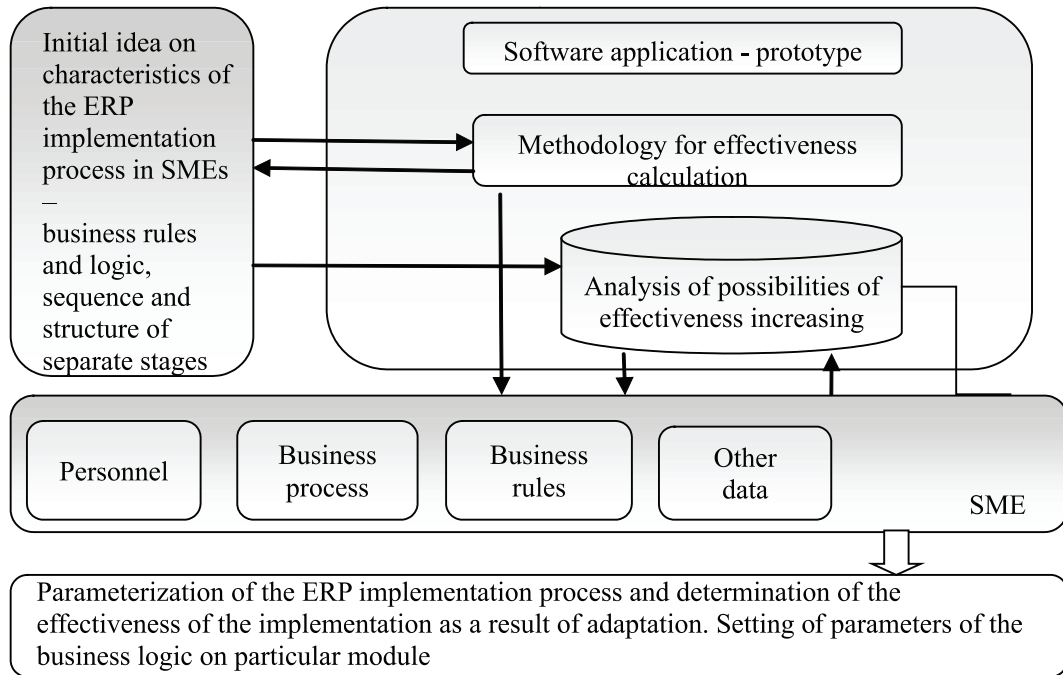 Initial idea on
characteristics of
the ERP
implementation
process in SMEs
–
business rules
and logic,
sequence and
structure of
separate stages
Software application - prototype
Methodology for effectiveness
calculation
Analysis of possibilities of
effectiveness increasing
Personnel
Business
process
Business
rules
Other
data
SME
Parameterization of the ERP implementation process and determination of the
effectiveness of the implementation as a result of adaptation. Setting of parameters of the
business logic on particular module